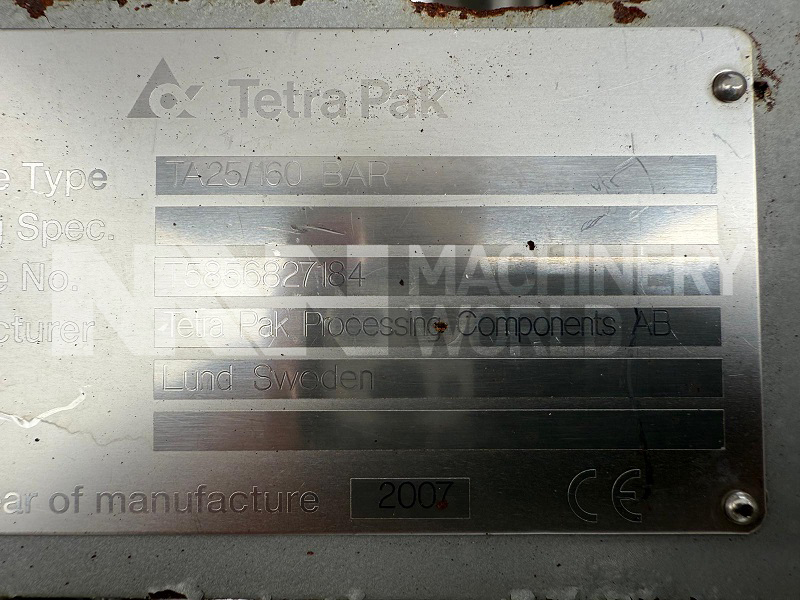 Tetra Pak
e Type TA25/160 BAR
g Spec.
e No.
cturer Tetra Pak Processing Components AB
Lund Sweden
ear of manufacture 2007 CE
MACHINERY
WORLD